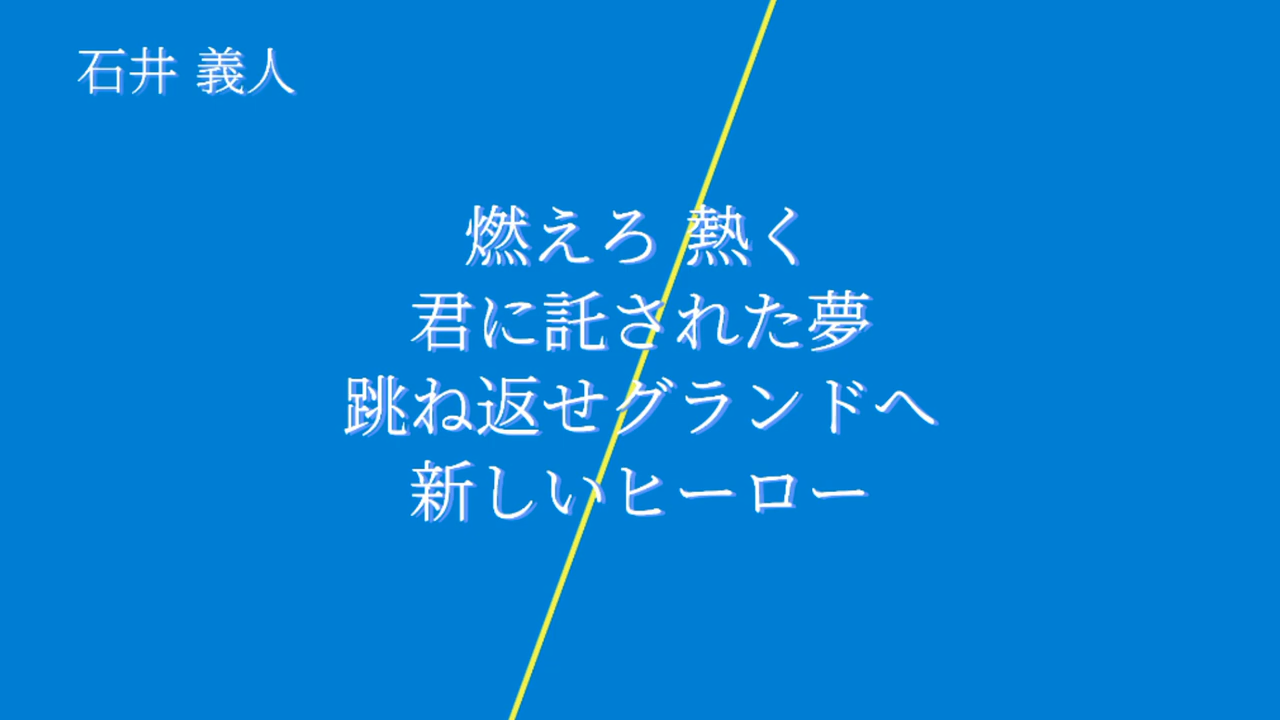 石井 義人
燃えろ 熱く
君に託された夢
跳ね返せグランドへ
新しいヒーロー